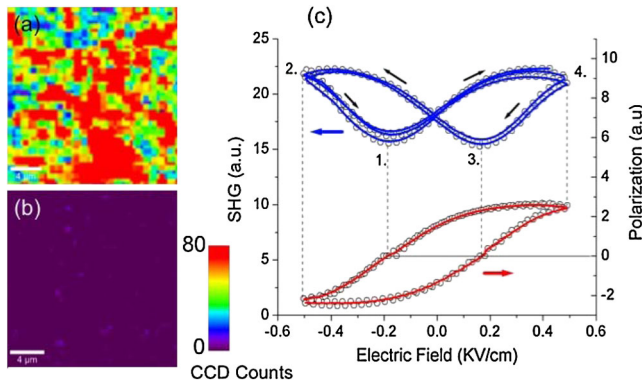 (a)
4 μm
(b)
4 μm
80
0
CCD Counts
(c)
25
20
15
10
5
0
SHG (a.u.)
10
8
6
4
2
0
-2
Polarization (a.u)
2.
4.
1.
3.
-0.6
-0.4
-0.2
0.0
0.2
0.4
0.6
Electric Field (KV/cm)